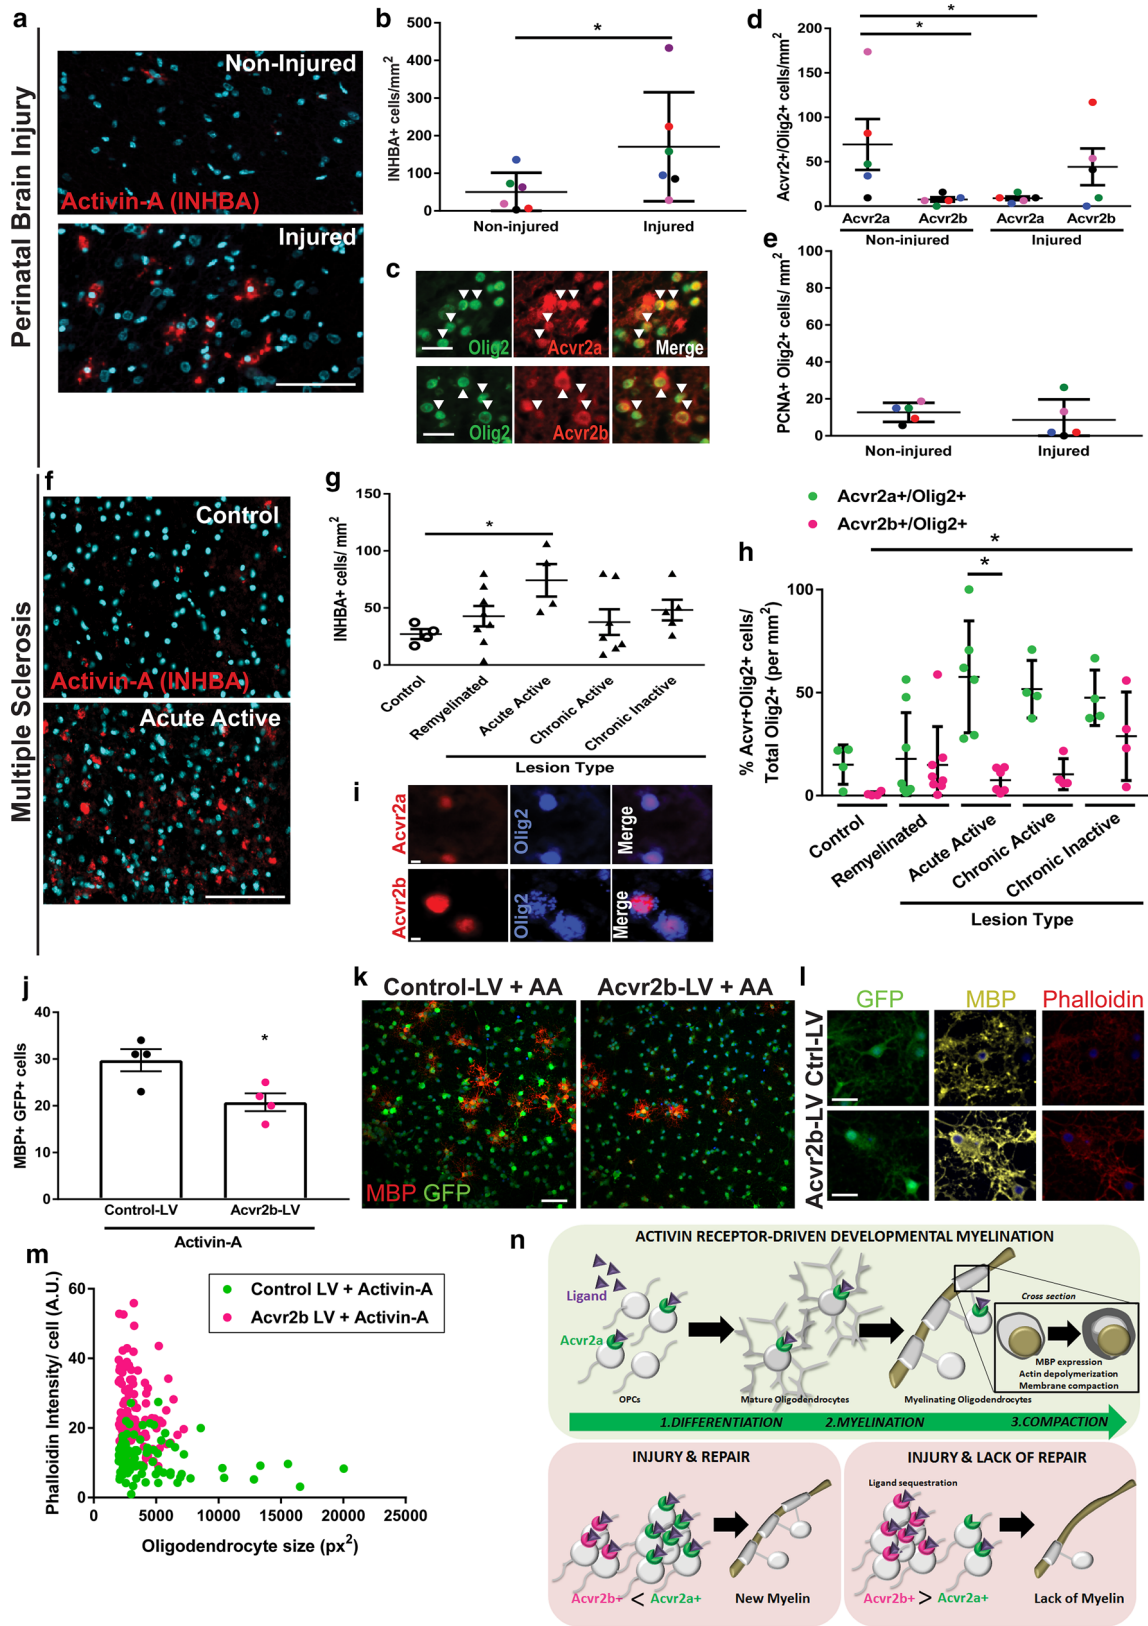 a
Perinatal Brain Injury
Non-Injured
Activin-A (INHBA)
Injured
b
INHBA+ cells/mm2
500
400
300
200
100
0
*
Non-injured
Injured
c
Olig2
Acvr2a
Merge
Olig2
Acvr2b
d
Acvr2+/Olig2+ cells/mm2
200
150
100
50
0
*
*
Acvr2a
Acvr2b
Acvr2a
Acvr2b
Non-injured
Injured
e
PCNA+ Olig2+ cells/ mm2
100
80
60
40
20
0
Non-injured
Injured
f
Multiple Sclerosis
Control
Activin-A (INHBA)
Acute Active
g
INHBA+ cells/ mm2
150
100
50
0
*
Control
Remyelinated
Acute Active
Chronic Active
Chronic Inactive
Lesion Type
Acvr2a+/Olig2+
Acvr2b+/Olig2+
h
% Acvr+Olig2+ cells/
Total Olig2+ (per mm2)
100
50
0
*
*
Control
Remyelinated
Acute Active
Chronic Active
Chronic Inactive
Lesion Type
i
Acvr2a
Olig2
Merge
Acvr2b
Olig2
Merge
j
MBP+ GFP+ cells
40
30
20
10
0
*
Control-LV
Acvr2b-LV
Activin-A
k
Control-LV + AA
Acvr2b-LV + AA
MBP GFP
l
GFP
MBP
Phalloidin
Ctrl-LV
Acvr2b-LV
m
Phalloidin Intensity/ cell (A.U.)
60
40
20
0
Control LV + Activin-A
Acvr2b LV + Activin-A
0
5000
10000
15000
20000
25000
Oligodendrocyte size (px2)
n
ACTIVIN RECEPTOR-DRIVEN DEVELOPMENTAL MYELINATION
Ligand
Acvr2a
OPCs
Mature Oligodendrocytes
Myelinating Oligodendrocytes
Cross section
MBP expression
Actin depolymerization
Membrane compaction
1.DIFFERENTIATION
2.MYELINATION
3.COMPACTION
INJURY & REPAIR
Acvr2b+ < Acvr2a+
New Myelin
INJURY & LACK OF REPAIR
Ligand sequestration
Acvr2b+ > Acvr2a+
Lack of Myelin